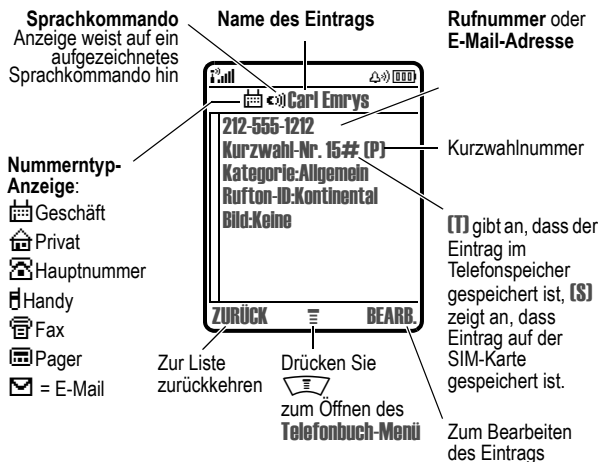 Sprachkommando
Anzeige weist auf ein
aufgezeichnetes
Sprachkommando hin
Name des Eintrags
Rufnummer oder
E-Mail-Adresse
Carl Emrys
212-555-1212
Kurzwahl-Nr. 15# (P)
Kategorie:Allgemein
Rufton-ID:Kontinental
Bild:Keine
ZURÜCK
BEARB.
Nummerntyp-
Anzeige:
Geschäft
Privat
Hauptnummer
Handy
Fax
Pager
= E-Mail
Kurzwahlnummer
(T) gibt an, dass der
Eintrag im
Telefonspeicher
gespeichert ist, (S)
zeigt an, dass
Eintrag auf der
SIM-Karte
gespeichert ist.
Zur Liste
zurückkehren
Drücken Sie
zum Öffnen des
Telefonbuch-Menü
Zum Bearbeiten
des Eintrags